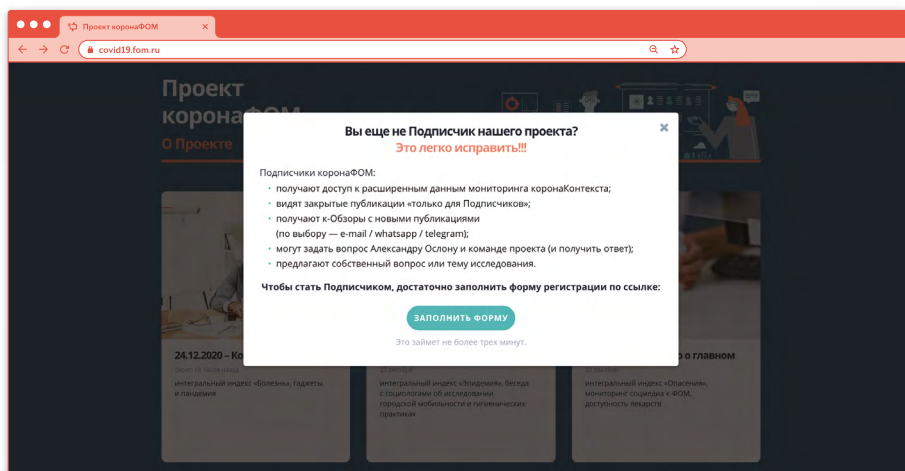 Проект коронаФОМ
covid19.fom.ru
Проект
коронаФОМ
О Проекте
Вы еще не Подписчик нашего проекта?
Это легко исправить!!!
Подписчики коронаФОМ:
• получают доступ к расширенным данным мониторинга коронаКонтекста;
• видят закрытые публикации «только для Подписчиков»;
• получают к-Обзоры с новыми публикациями
(по выбору — e-mail / whatsapp / telegram);
• могут задать вопрос Александру Ослону и команде проекта (и получить ответ);
• предлагают собственный вопрос или тему исследования.
Чтобы стать Подписчиком, достаточно заполнить форму регистрации по ссылке:
ЗАПОЛНИТЬ ФОРМУ
Это займет не более трех минут.
24.12.2020 – Ко
интегральный индекс «Болезнь», гаджеты
и пандемия
интегральный индекс «Эпидемия», беседа
с социологами об исследовании
городской мобильности и гигиенических
практиках
о главном
интегральный индекс «Опасения»,
мониторинг социдеа к ФОМ,
доступность лекарств